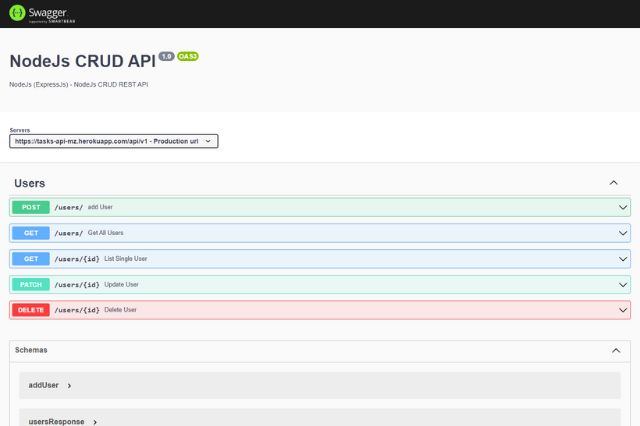 Swagger
Supported by SMARTBEAR
NodeJs CRUD API 1.0 OAS3
NodeJs (ExpressJs) - NodeJs CRUD REST API
Servers
https://tasks-api-mz.herokuapp.com/api/v1 - Production url
Users
POST /users/ add User
GET /users/ Get All Users
GET /users/{id} List Single User
PATCH /users/{id} Update User
DELETE /users/{id} Delete User
Schemas
addUser
usersResponse